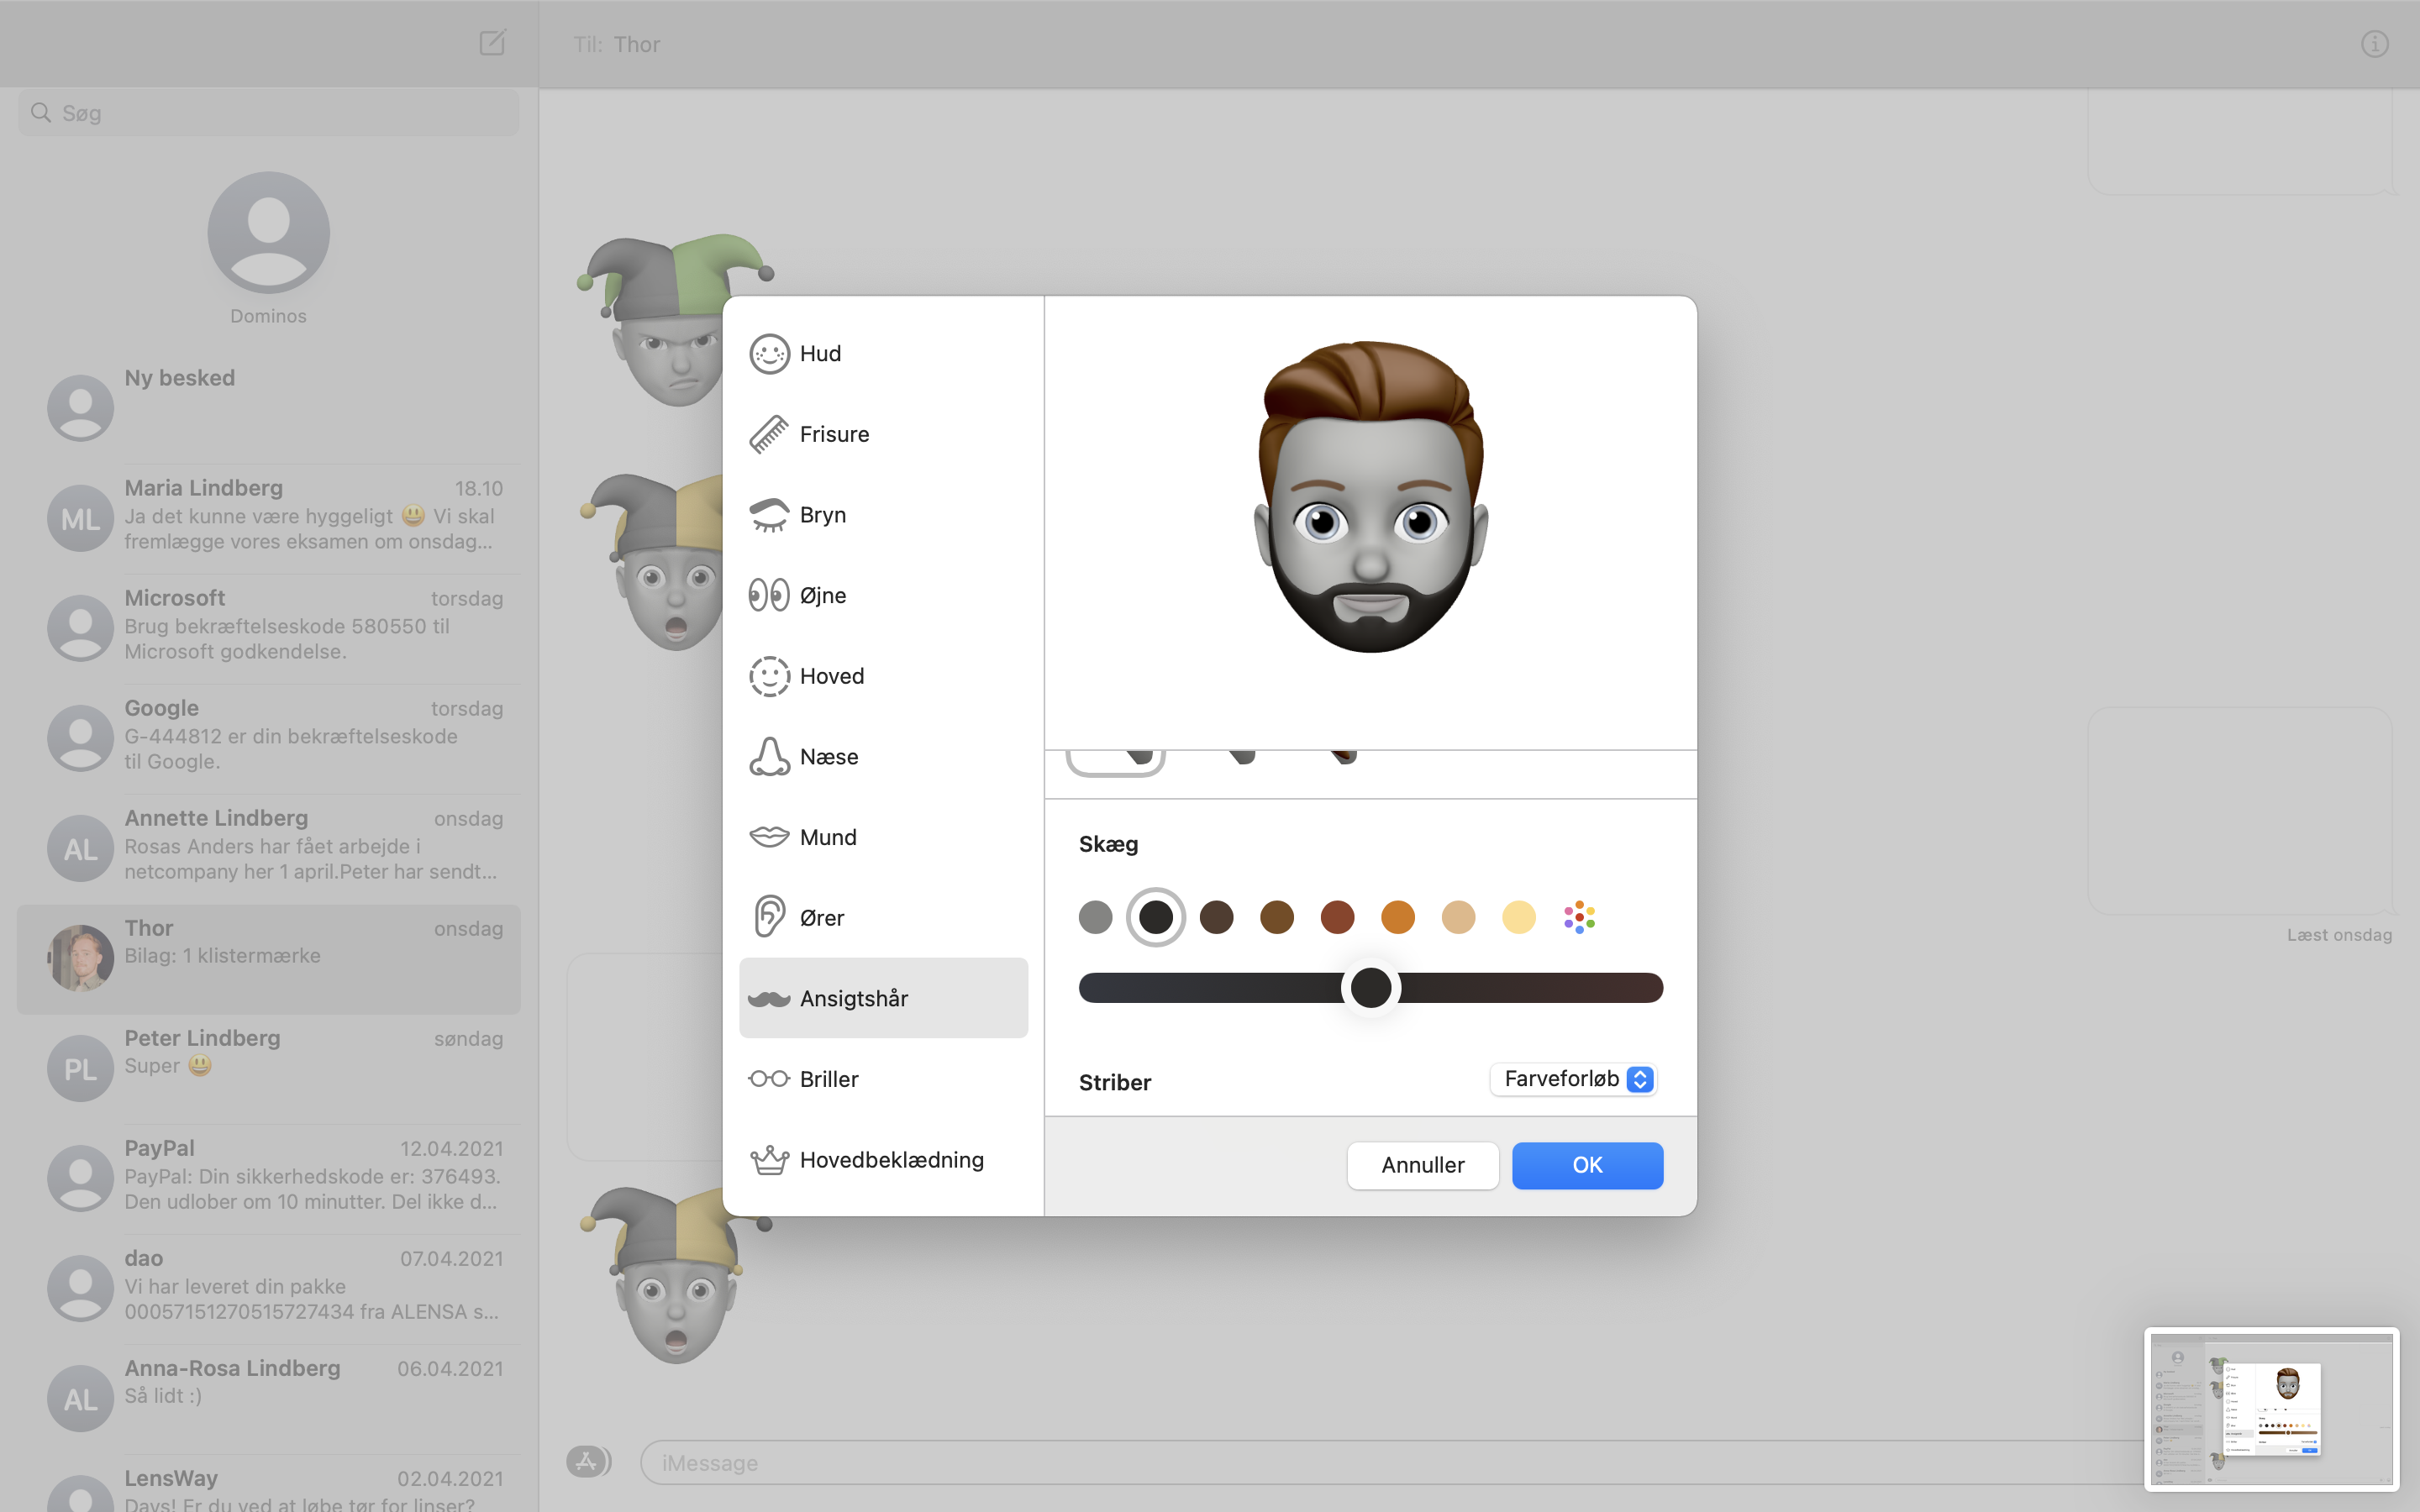 Til: Thor
Søg
Dominos
Ny besked
Maria Lindberg 18.10
Ja det kunne være hyggeligt 😃 Vi skal
fremlægge vores eksamen om onsdag...
ML
Microsoft torsdag
Brug bekræftelseskode 580550 til
Microsoft godkendelse.
Google torsdag
G-444812 er din bekræftelseskode
til Google.
Annette Lindberg onsdag
Rosas Anders har fået arbejde i
netcompany her 1 april.Peter har sendt...
AL
Thor onsdag
Bilag: 1 klistermærke
Peter Lindberg søndag
Super 😃
PL
PayPal 12.04.2021
PayPal: Din sikkerhedskode er: 376493.
Den udlober om 10 minutter. Del ikke d...
dao 07.04.2021
Vi har leveret din pakke
00057151270515727434 fra ALENSA s...
Anna-Rosa Lindberg 06.04.2021
Så lidt :)
AL
LensWay 02.04.2021
Days! Er du ved at løbe tør for linser?
Hud
Frisure
Bryn
Øjne
Hoved
Næse
Mund
Ører
Ansigtshår
Briller
Hovedbeklædning
Skæg
Striber
Farveforløb
Annuller
OK
Læst onsdag
iMessage